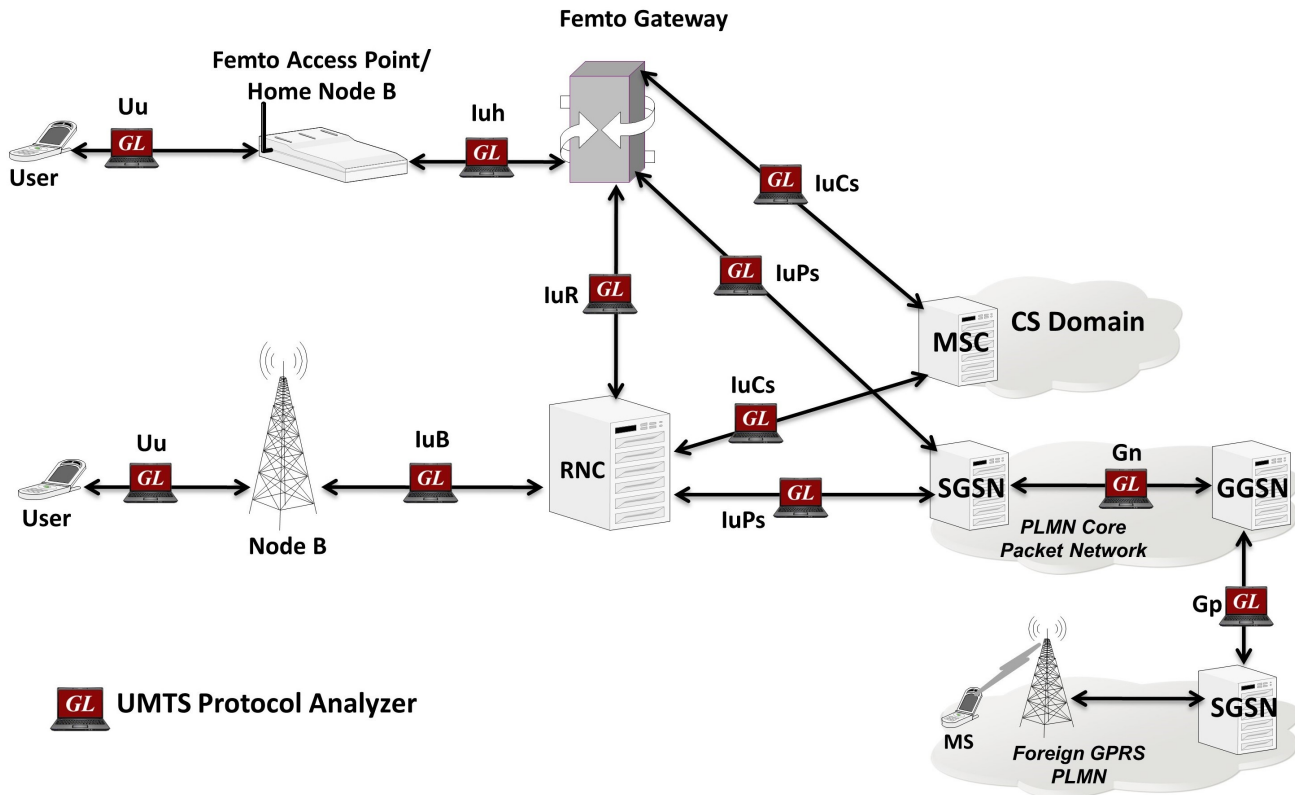 Femto Gateway
Femto Access Point/
Home Node B
Uu
GL
User
Iuh
GL
GL
IuCs
GL
IuPs
IuR
GL
MSC
CS Domain
IuCs
GL
Uu
GL
User
Node B
IuB
GL
RNC
GL
IuPs
SGSN
Gn
GL
GGSN
PLMN Core
Packet Network
Gp
GL
GL
UMTS Protocol Analyzer
MS
SGSN
Foreign GPRS
PLMN